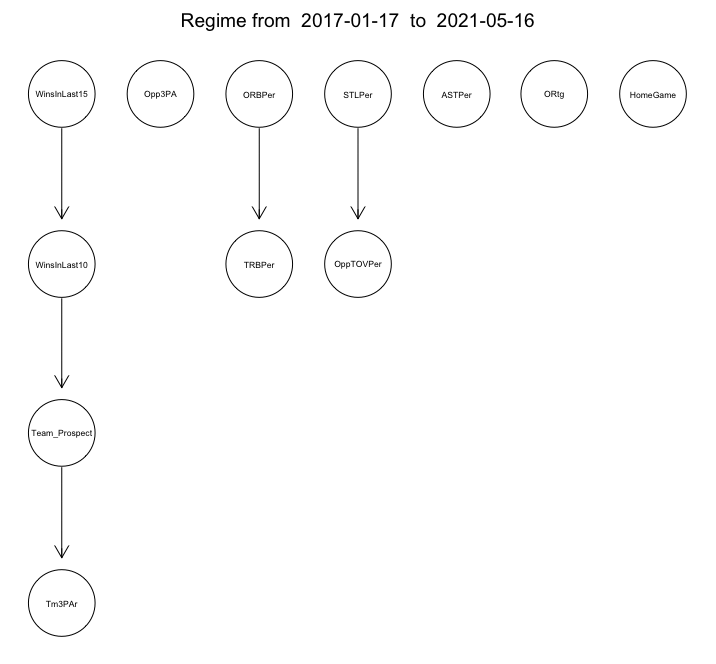 Regime from 2017-01-17 to 2021-05-16
WinsInLast15 Opp3PA ORBPer STLPer ASTPer ORtg HomeGame
WinsInLast10 TRBPer OppTOVPer
Team_Prospect
Tm3PAr